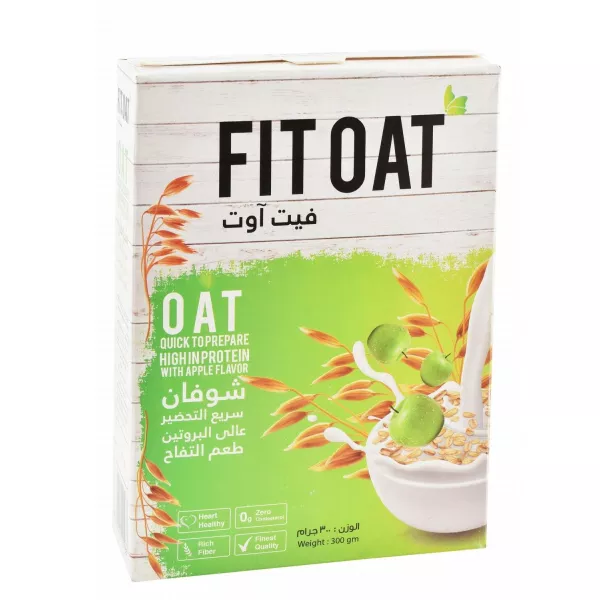 FIT OAT
فيت آوت
OAT
QUICK TO PREPARE
HIGH IN PROTEIN
WITH APPLE FLAVOR
شوفان
سريع التحضير
عالى البروتين
طعم التفاح
Heart
Healthy
0g Zero
Cholesterol
Rich
Fiber
Finest
Quality
الوزن : ٣٠٠ جرام
Weight : 300 gm